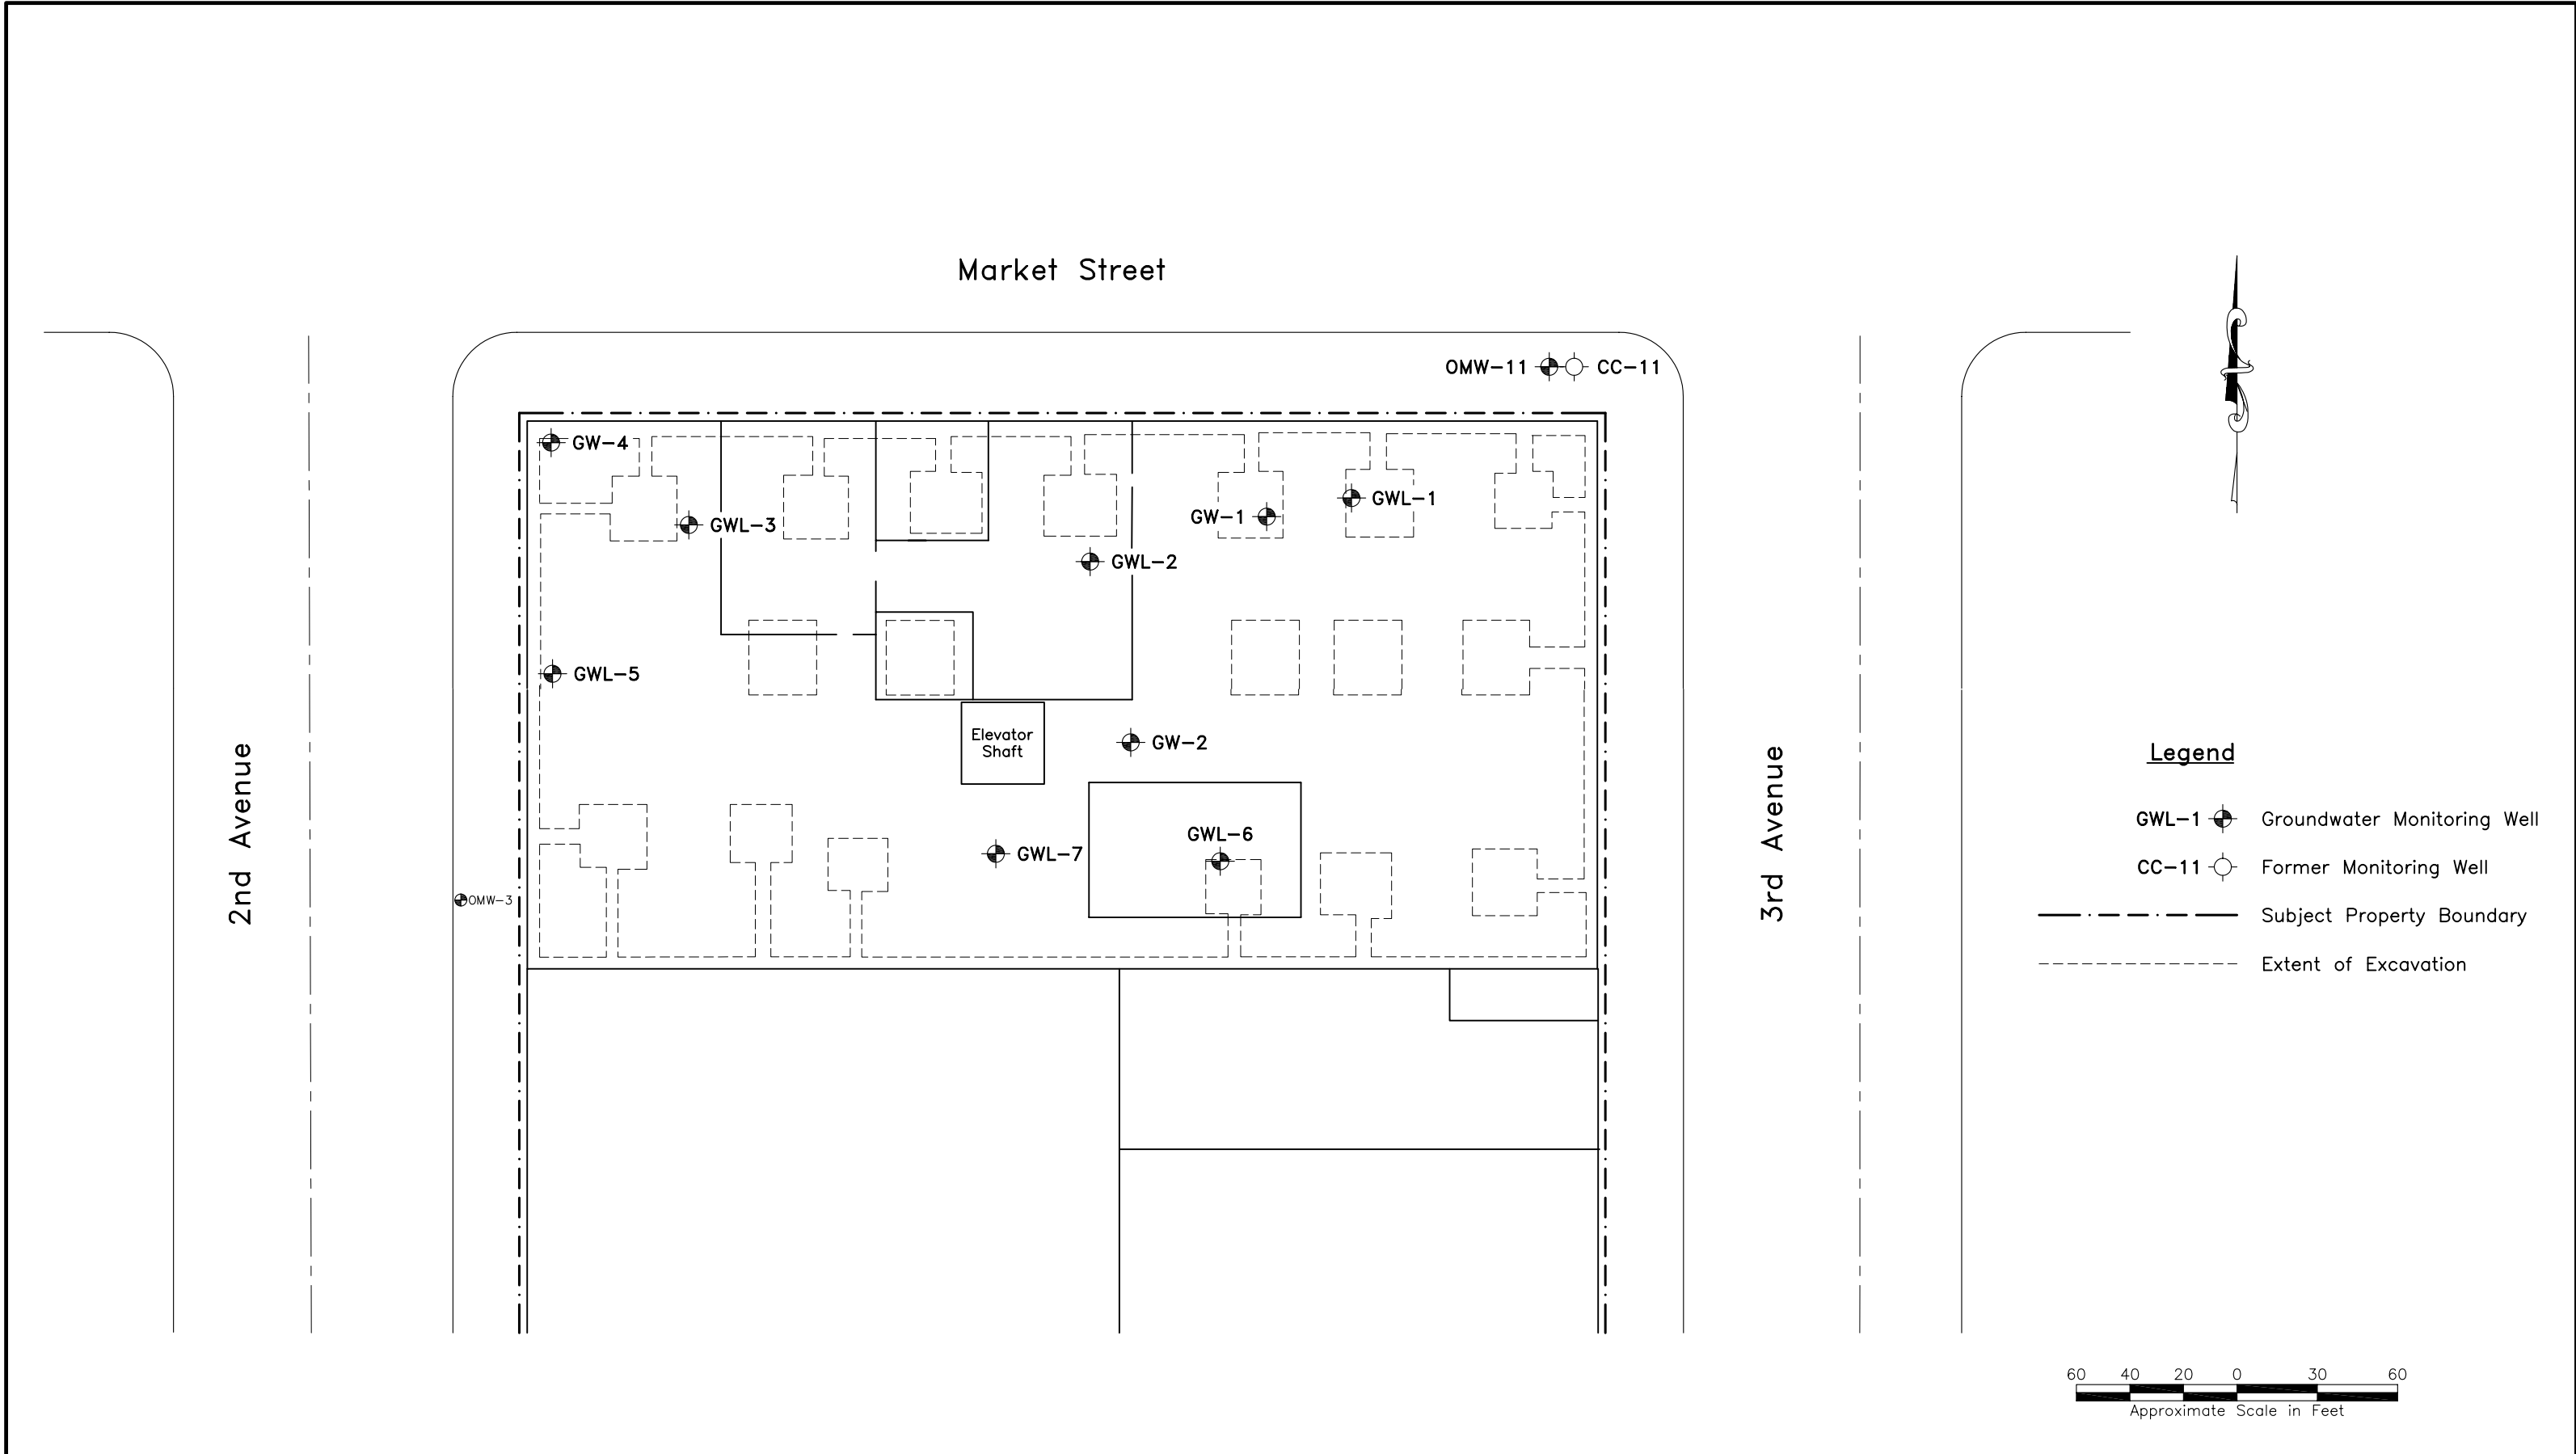 Market Street
OMW-11
CC-11
GW-4
GWL-3
GWL-1
GW-1
GWL-2
GWL-5
Elevator
Shaft
GW-2
2nd Avenue
3rd Avenue
GWL-6
GWL-7
OMW-3
Legend
GWL-1 Groundwater Monitoring Well
CC-11 Former Monitoring Well
Subject Property Boundary
Extent of Excavation
60 40 20 0 30 60
Approximate Scale in Feet